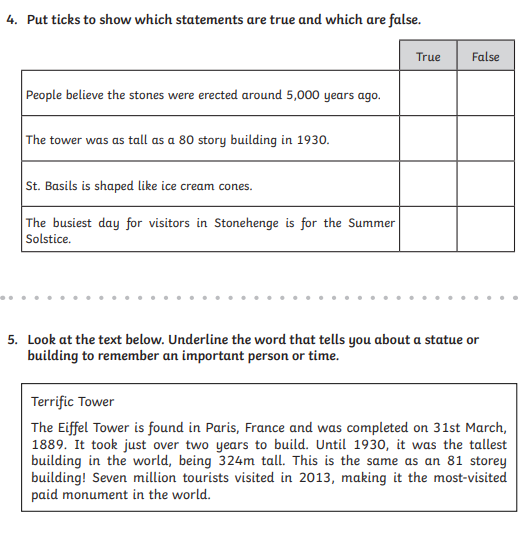 4. Put ticks to show which statements are true and which are false.
True False
People believe the stones were erected around 5,000 years ago.
The tower was as tall as a 80 story building in 1930.
St. Basils is shaped like ice cream cones.
The busiest day for visitors in Stonehenge is for the Summer
Solstice.
5. Look at the text below. Underline the word that tells you about a statue or
building to remember an important person or time.
Terrific Tower
The Eiffel Tower is found in Paris, France and was completed on 31st March,
1889. It took just over two years to build. Until 1930, it was the tallest
building in the world, being 324m tall. This is the same as an 81 storey
building! Seven million tourists visited in 2013, making it the most-visited
paid monument in the world.